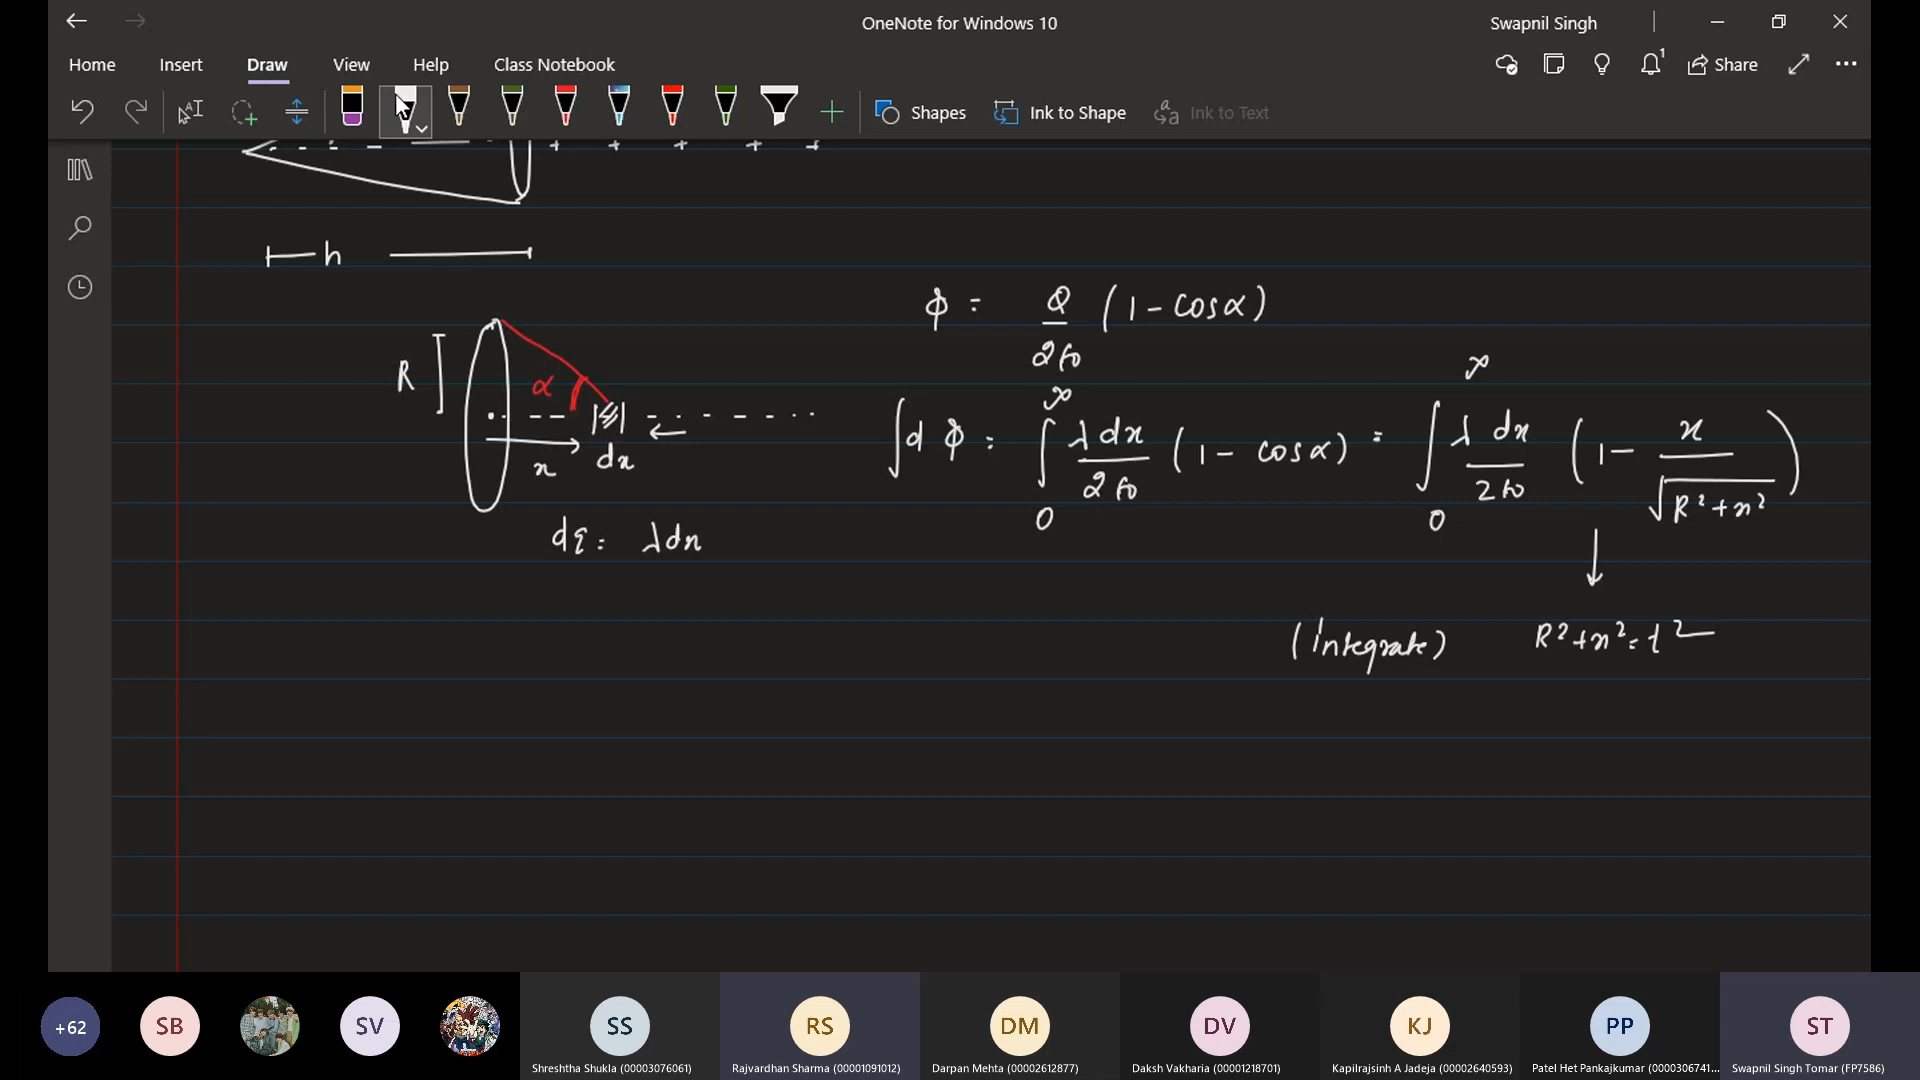 OneNote for Windows 10
Swapnil Singh
Home Insert Draw View Help Class Notebook
1
Share
Shapes Ink to Shape Ink to Text
+ + + + +
h
ϕ = Q/2ε₀ (1 - cosα)
R
α
x dx
∫dϕ = ∫₀^∞ λdx/2ε₀ (1 - cosα) = ∫₀^∞ λ dx/2ε₀ (1 - x/√(R²+x²))
dq = λdx
(Integrate) R²+x² = t²
+62 SB SV SS RS DM DV KJ PP ST
Shreshtha Shukla (00003076061)
Rajvardhan Sharma (00001091012)
Darpan Mehta (00002612877)
Daksh Vakharia (00001218701)
Kapilrajsinh A Jadeja (00002640593)
Patel Het Pankajkumar (0000306741...
Swapnil Singh Tomar (FP7586)